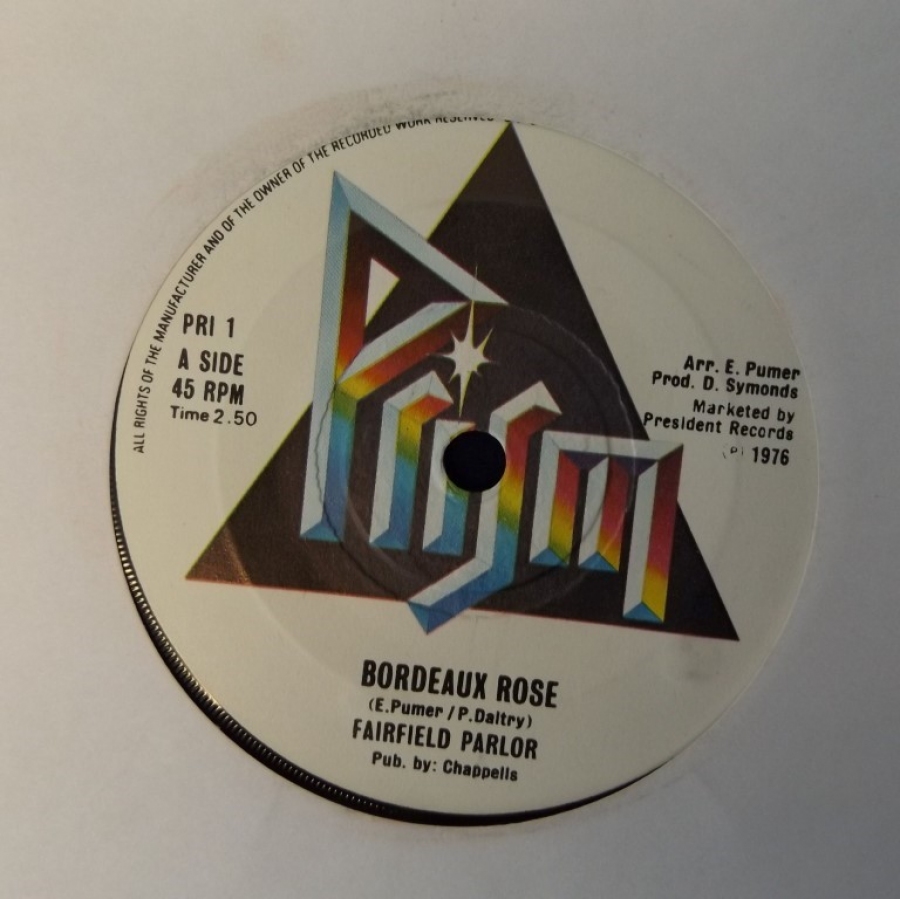 ALL RIGHTS OF THE MANUFACTURER AND OF THE OWNER OF THE RECORDED WORK RESERVED
Prism
PRI 1
A SIDE
45 RPM
Time 2.50
Arr. E. Pumer
Prod. D. Symonds
Marketed by
President Records
℗ 1976
BORDEAUX ROSE
(E.Pumer / P.Daltry)
FAIRFIELD PARLOR
Pub. by: Chappells